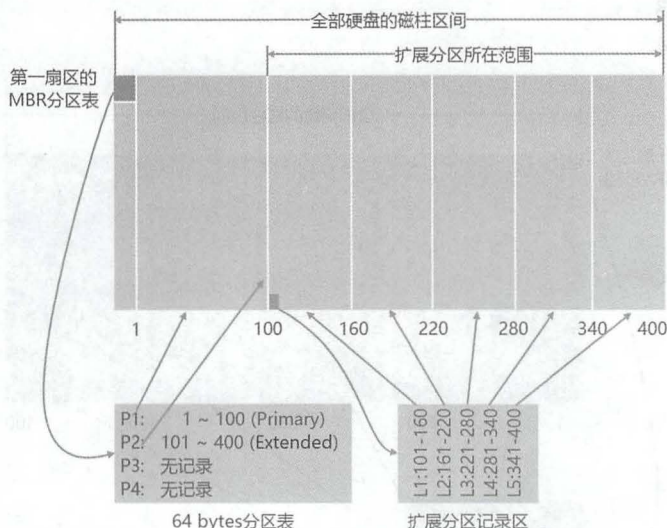 全部硬盘的磁柱区间
扩展分区所在范围
第一扇区的
MBR分区表
1 100 160 220 280 340 400
P1: 1 ~ 100 (Primary)
P2: 101 ~ 400 (Extended)
P3: 无记录
P4: 无记录
L1:101-160
L2:161-220
L3:221-280
L4:281-340
L5:341-400
64 bytes分区表
扩展分区记录区